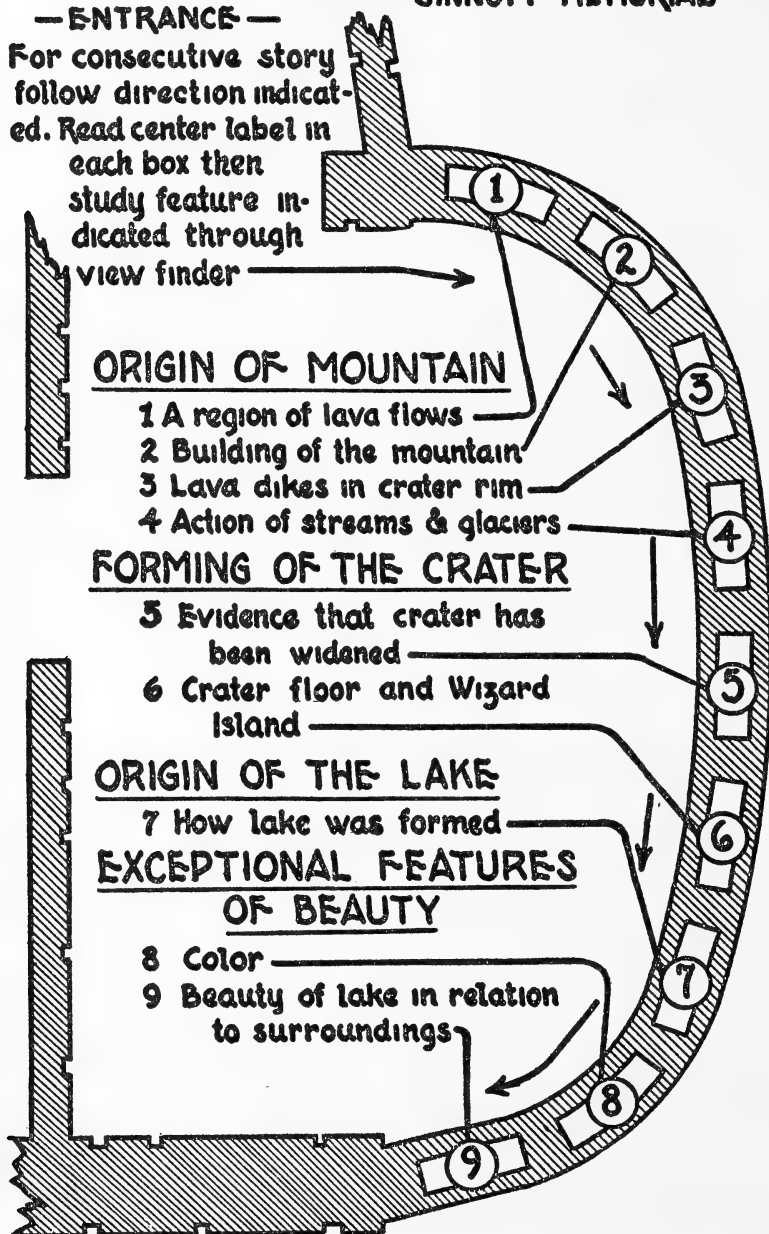 SINNOTT MEMORIAL
—ENTRANCE—
For consecutive story
follow direction indicat-
ed. Read center label in
each box then
study feature in-
dicated through
view finder
ORIGIN OF MOUNTAIN
1 A region of lava flows
2 Building of the mountain
3 Lava dikes in crater rim
4 Action of streams & glaciers
FORMING OF THE CRATER
5 Evidence that crater has
been widened
6 Crater floor and Wizard
Island
ORIGIN OF THE LAKE
7 How lake was formed
EXCEPTIONAL FEATURES
OF BEAUTY
8 Color
9 Beauty of lake in relation
to surroundings
1
2
3
4
5
6
7
8
9